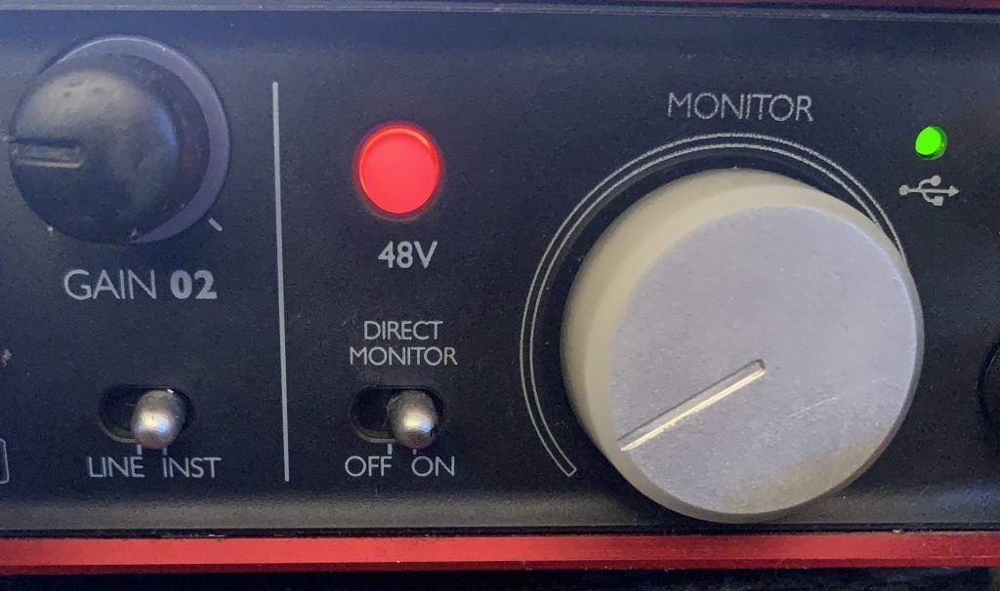 MONITOR
48V
GAIN 02
DIRECT
MONITOR
LINE INST
OFF ON